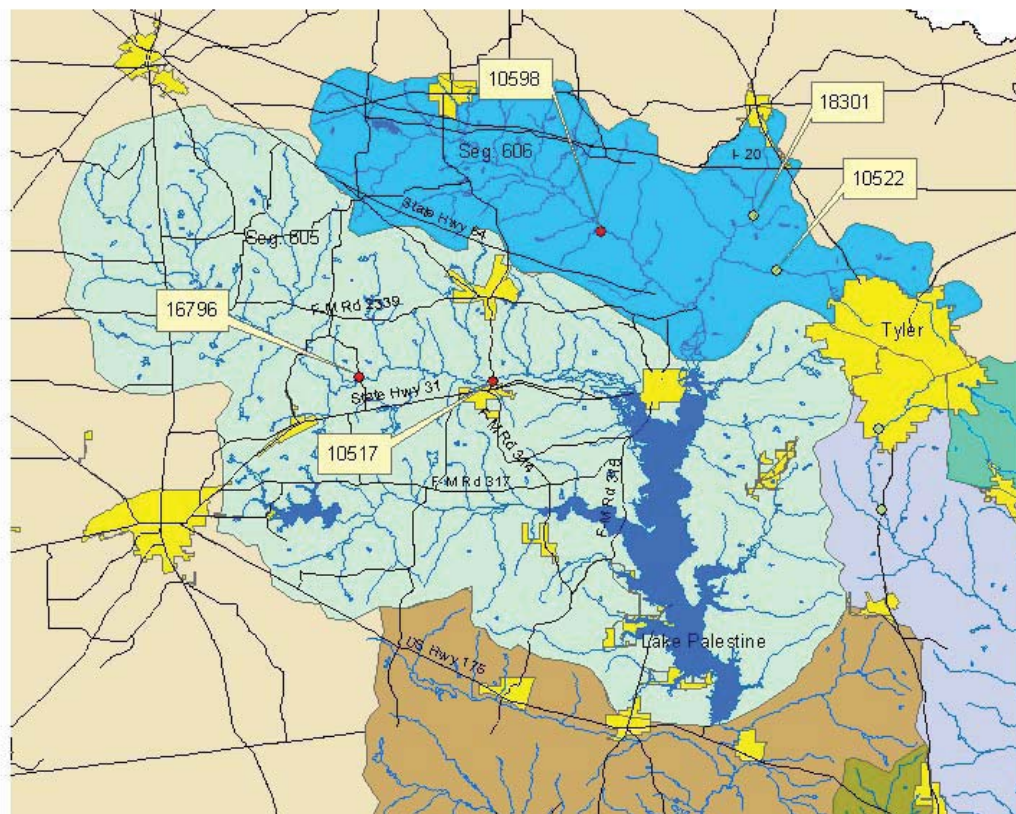 10598
18301
Seg. 606
I-20
10522
State Hwy 64
Seg. 605
16796
F-M Rd 2339
Tyler
State Hwy 31
10517
F-M Rd 314
F-M Rd 317
F-M Rd 315
Lake Palestine
US Hwy 175